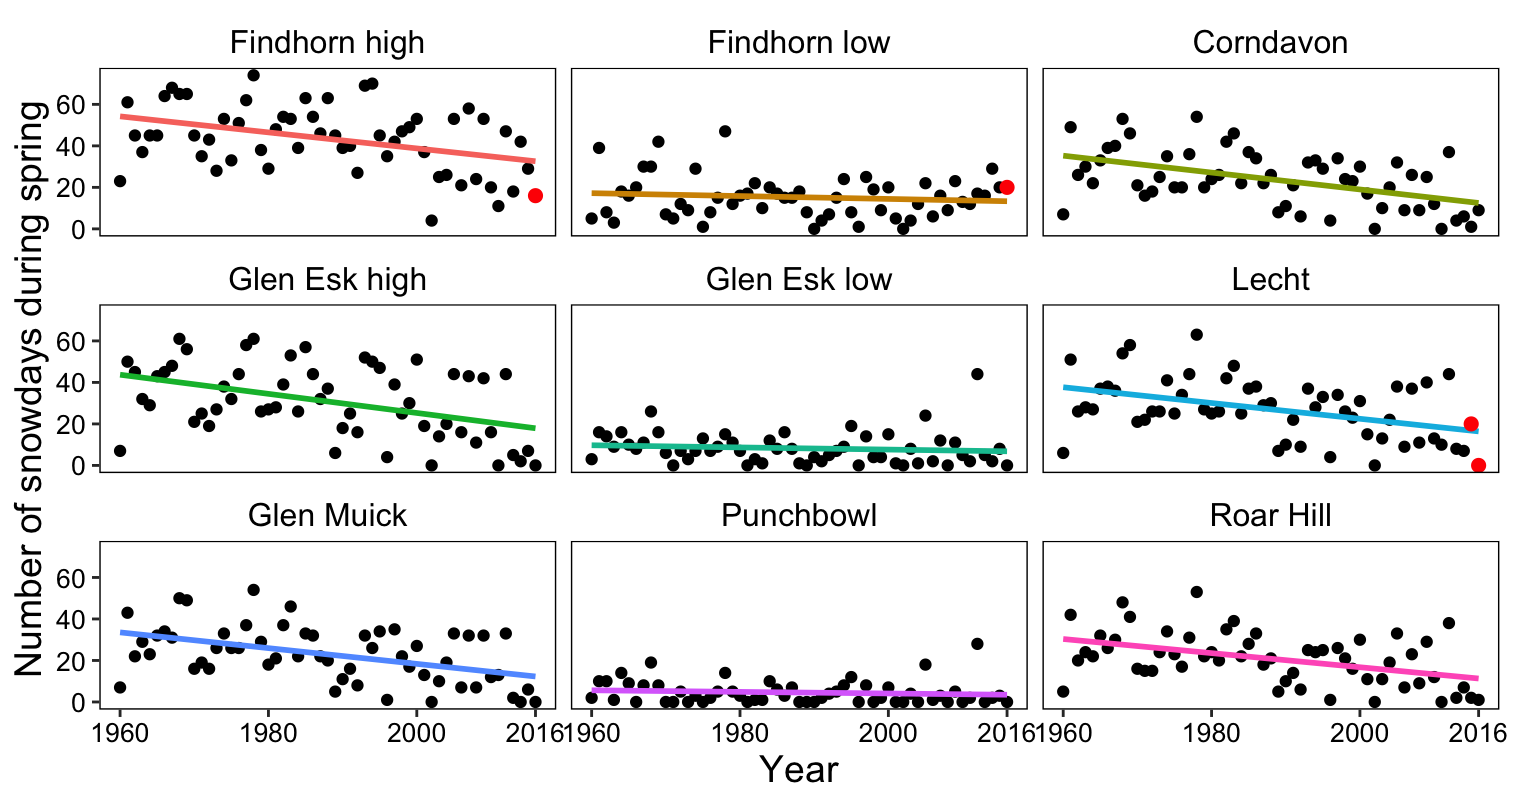 Findhorn high
Findhorn low
Corndavon
60
40
20
0
Glen Esk high
Glen Esk low
Lecht
60
40
20
0
Glen Muick
Punchbowl
Roar Hill
60
40
20
0
1960 1980 2000 2016
1960 1980 2000 2016
1960 1980 2000 2016
Year
Number of snowdays during spring